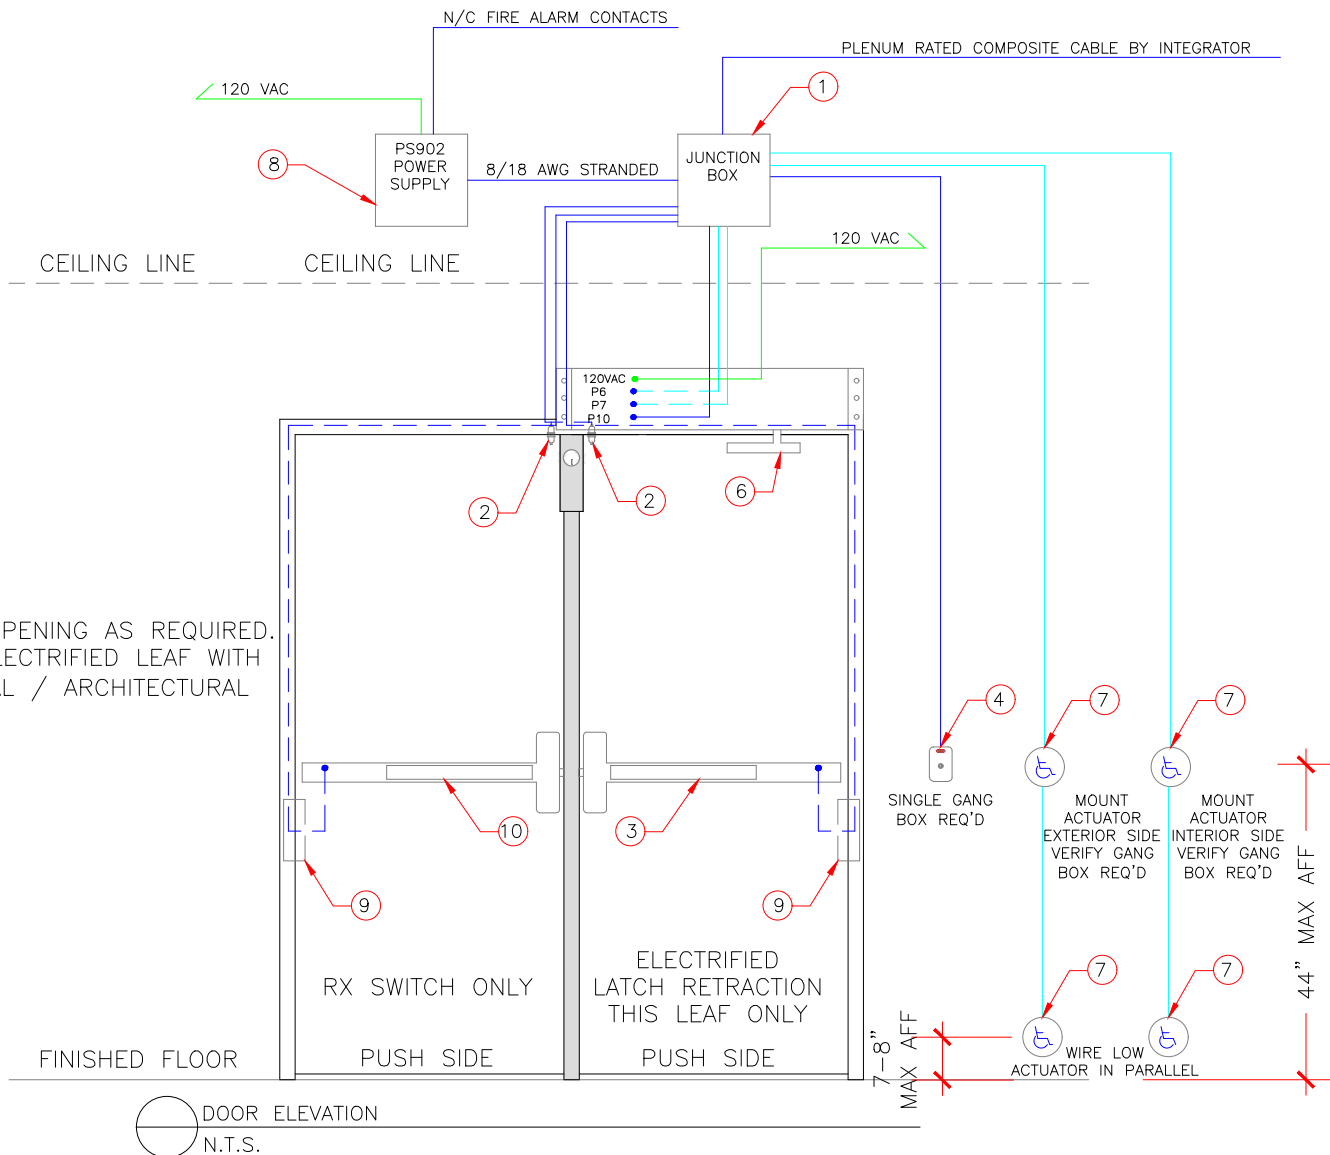 N/C FIRE ALARM CONTACTS
PLENUM RATED COMPOSITE CABLE BY INTEGRATOR
120 VAC
1
PS902
POWER
SUPPLY
JUNCTION
BOX
8
8/18 AWG STRANDED
120 VAC
CEILING LINE
CEILING LINE
120VAC
P6
P7
P10
2
2
6
PENING AS REQUIRED.
LECTRIFIED LEAF WITH
AL / ARCHITECTURAL
4
7
7
SINGLE GANG
BOX REQ'D
MOUNT
ACTUATOR
EXTERIOR SIDE
VERIFY GANG
BOX REQ'D
MOUNT
ACTUATOR
INTERIOR SIDE
VERIFY GANG
BOX REQ'D
10
3
9
9
44" MAX AFF
RX SWITCH ONLY
ELECTRIFIED
LATCH RETRACTION
THIS LEAF ONLY
7
7
7-8"
MAX AFF
FINISHED FLOOR
PUSH SIDE
PUSH SIDE
WIRE LOW
ACTUATOR IN PARALLEL
DOOR ELEVATION
N.T.S.